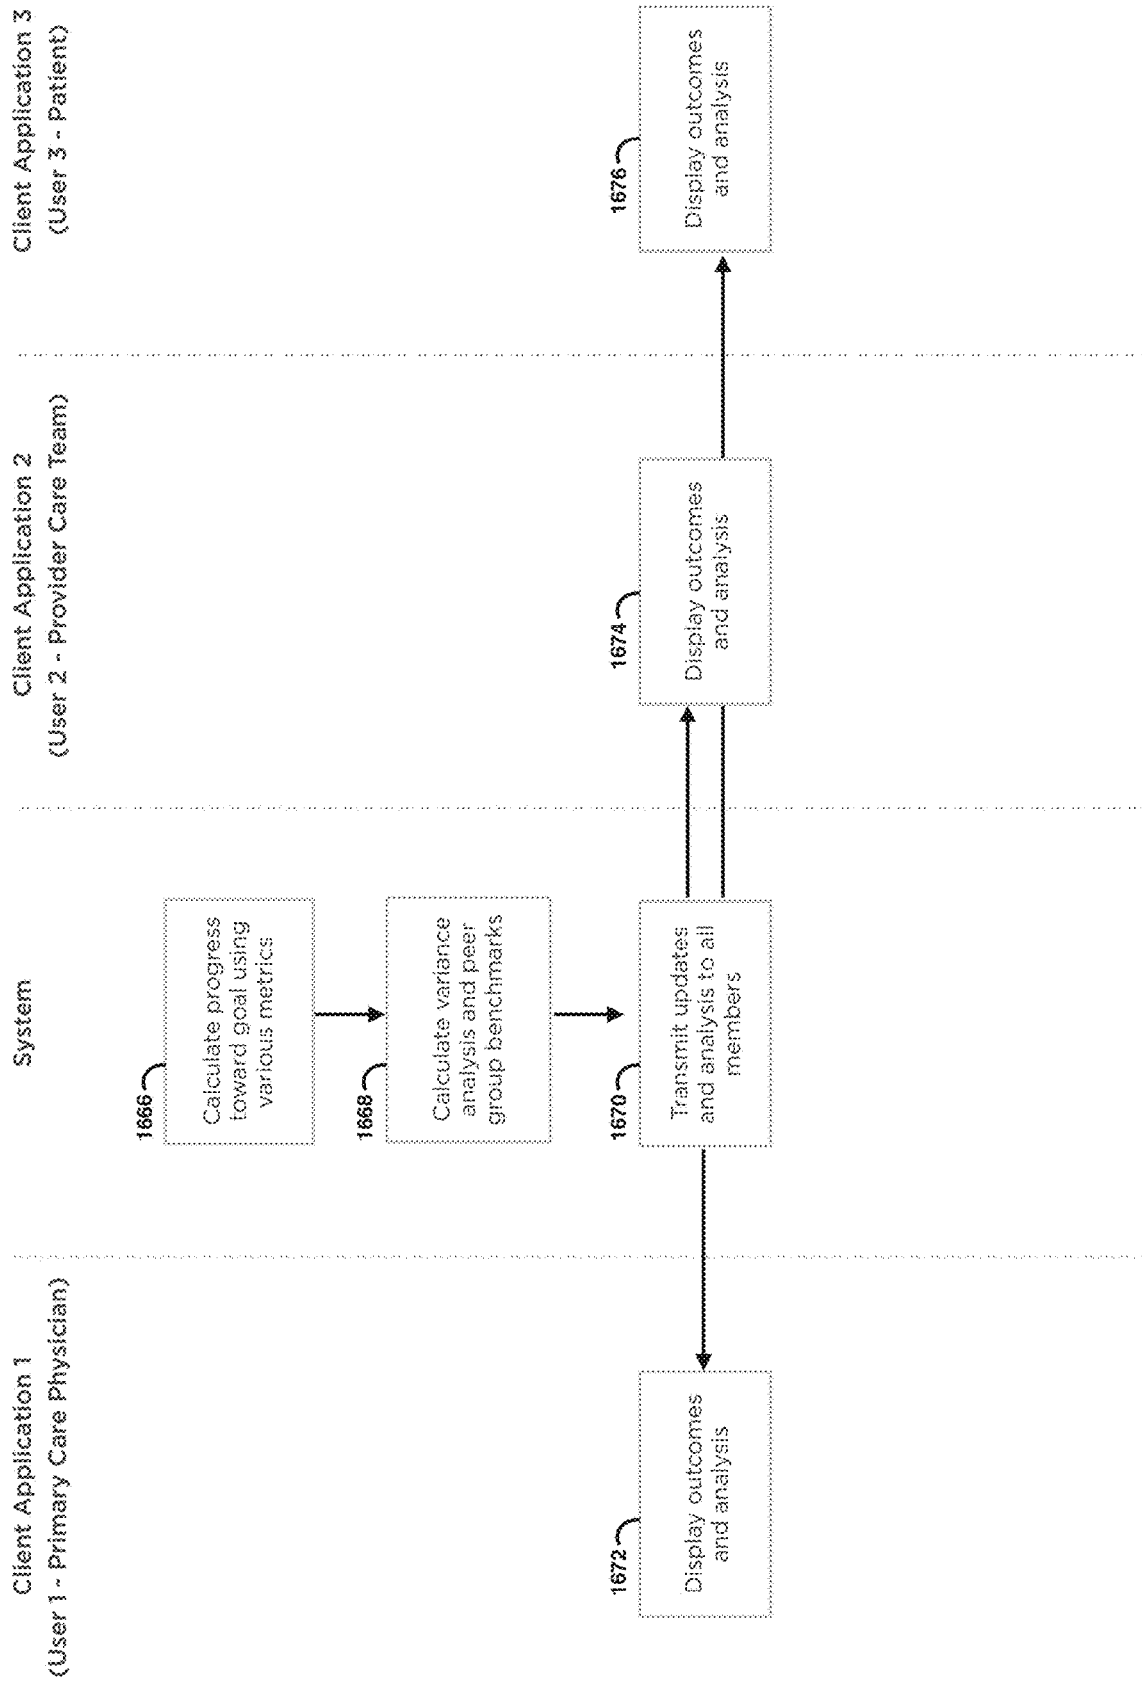 Client Application 1
(User 1 - Primary Care Physician)
System
Client Application 2
(User 2 - Provider Care Team)
Client Application 3
(User 3 - Patient)
1666
Calculate progress
toward goal using
various metrics
1668
Calculate variance
analysis and peer
group benchmarks
1672
Display outcomes
and analysis
1670
Transmit updates
and analysis to all
members
1674
Display outcomes
and analysis
1676
Display outcomes
and analysis